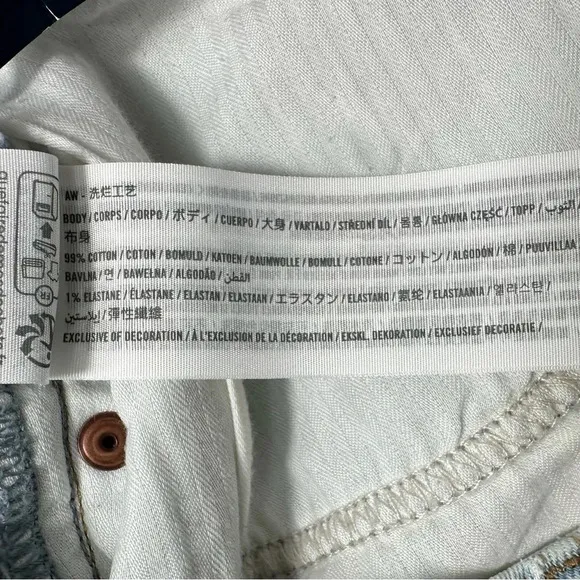 AW - 洗烂工艺
BODY / CORPS / CORPO / ボディ / CUERPO / 大身 / VARTALO / STŘEDNÍ DÍL / 몸통 / GŁÓWNA CZĘŚĆ / TOPP / الثوب /
布身
99% COTTON / COTON / BOMULD / KATOEN / BAUMWOLLE / BOMULL / COTONE / コットン / ALGODÓN / 棉 / PUUVILLAA
BAVLNA / 면 / BAWEŁNA / ALGODÃO / القطن /
1% ELASTANE / ÉLASTANE / ELASTAN / ELASTAAN / エラスタン / ELASTANO / 氨纶 / ELASTAANIA / 엘라스탄 /
إيلاستين / 彈性纖維
EXCLUSIVE OF DECORATION / À L'EXCLUSION DE LA DÉCORATION / EKSKL. DEKORATION / EXCLUSIEF DECORATIE /